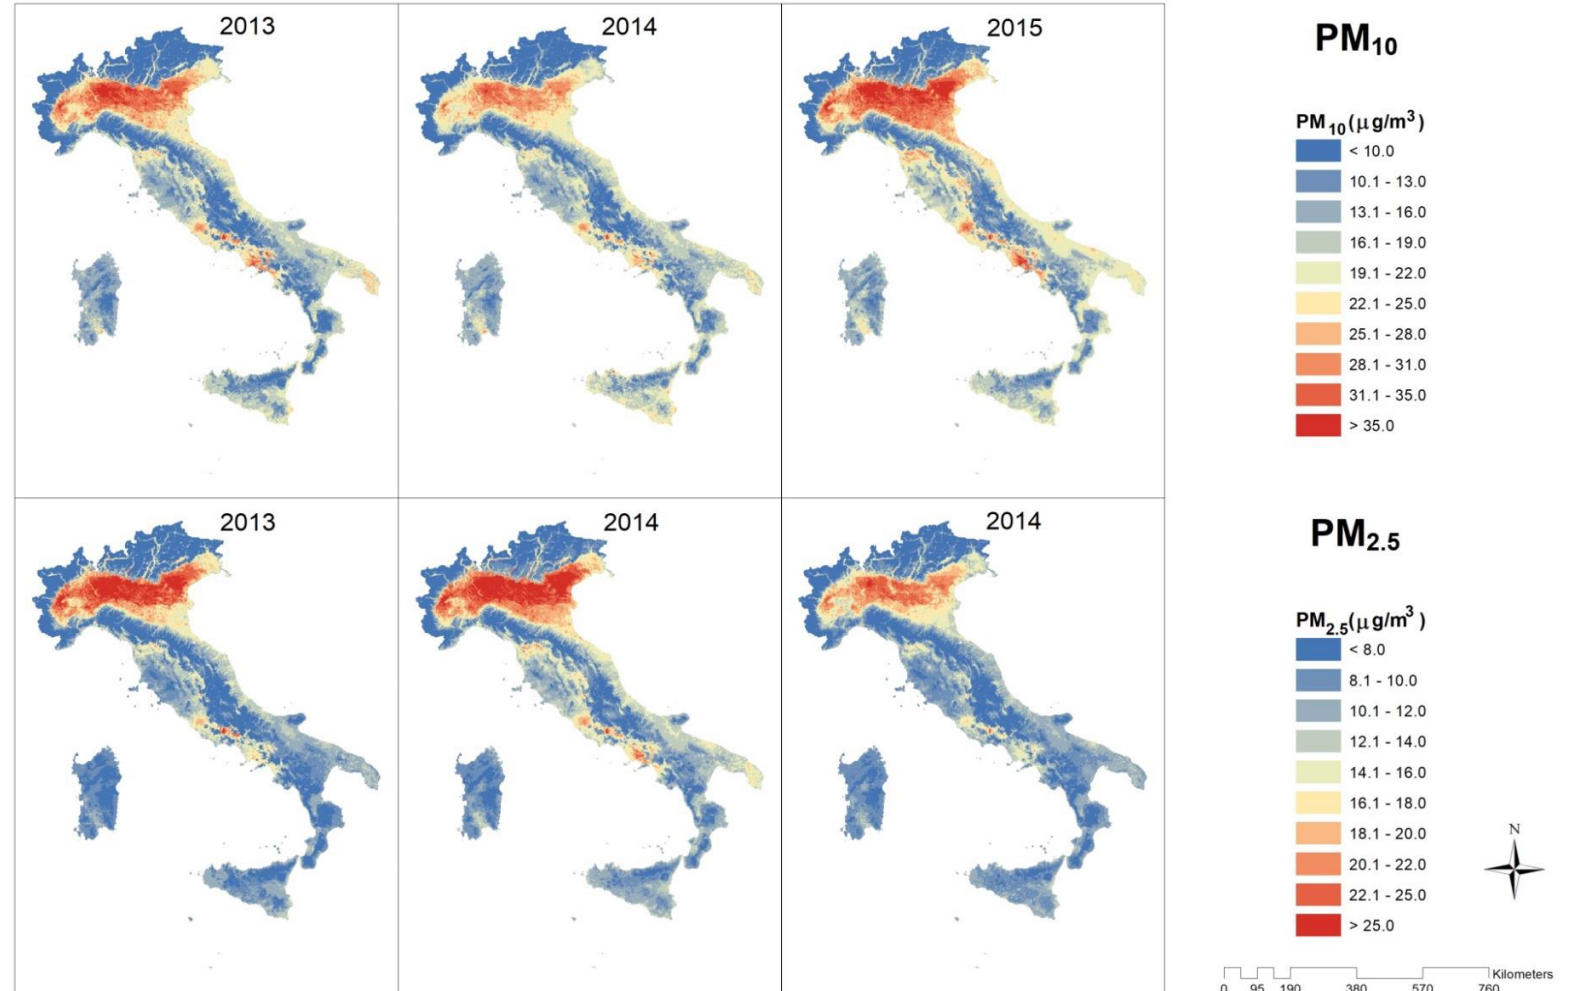 2013
2014
2015
PM10
PM10 (μg/m3)
< 10.0
10.1 - 13.0
13.1 - 16.0
16.1 - 19.0
19.1 - 22.0
22.1 - 25.0
25.1 - 28.0
28.1 - 31.0
31.1 - 35.0
> 35.0
2013
2014
2014
PM2.5
PM2.5 (μg/m3)
< 8.0
8.1 - 10.0
10.1 - 12.0
12.1 - 14.0
14.1 - 16.0
16.1 - 18.0
18.1 - 20.0
20.1 - 22.0
22.1 - 25.0
> 25.0
N
Kilometers
0 95 190 380 570 760